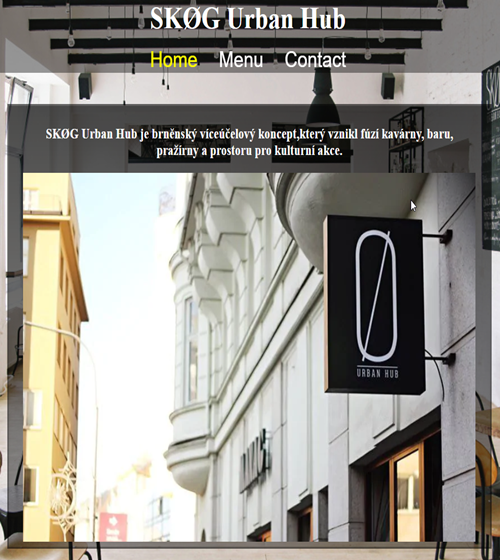 SKØG Urban Hub
Home Menu Contact
SKØG Urban Hub je brněnský víceúčelový koncept,který vznikl fúzí kavárny, baru,
pražírny a prostoru pro kulturní akce.
Ø
URBAN HUB